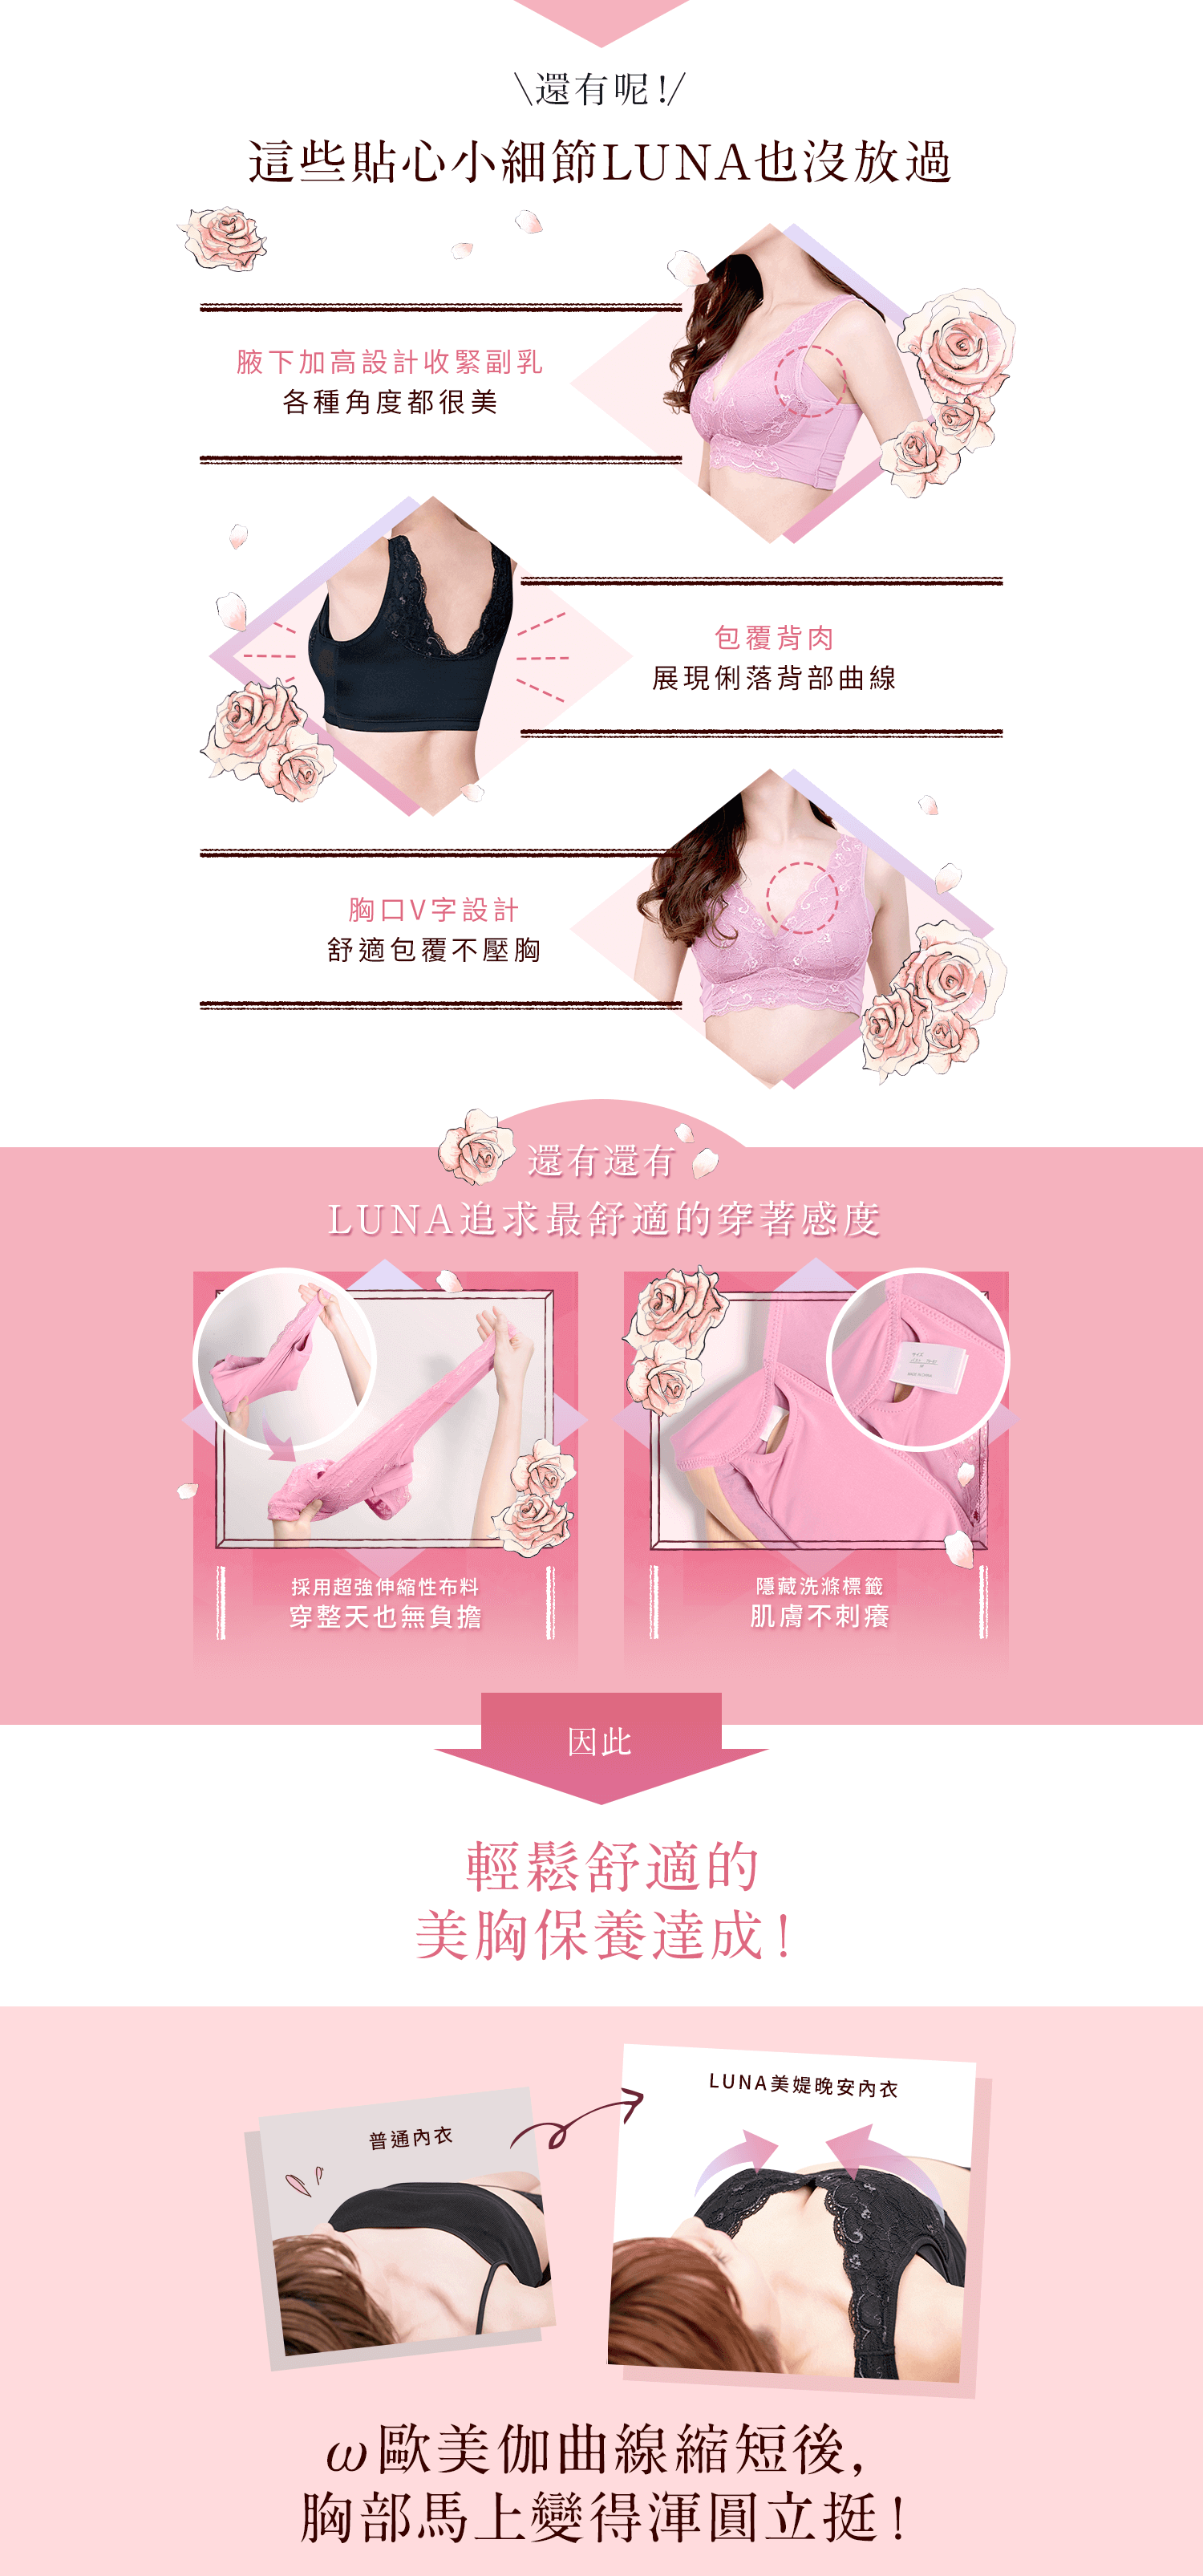 \還有呢!/
這些貼心小細節LUNA也沒放過
腋下加高設計收緊副乳
各種角度都很美
包覆背肉
展現俐落背部曲線
胸口V字設計
舒適包覆不壓胸
還有還有
LUNA追求最舒適的穿著感度
サイズ
採用超強伸縮性布料
穿整天也無負擔
隱藏洗滌標籤
肌膚不刺癢
因此
輕鬆舒適的
美胸保養達成!
普通內衣
LUNA美媞晚安內衣
ω歐美伽曲線縮短後,
胸部馬上變得渾圓立挺!